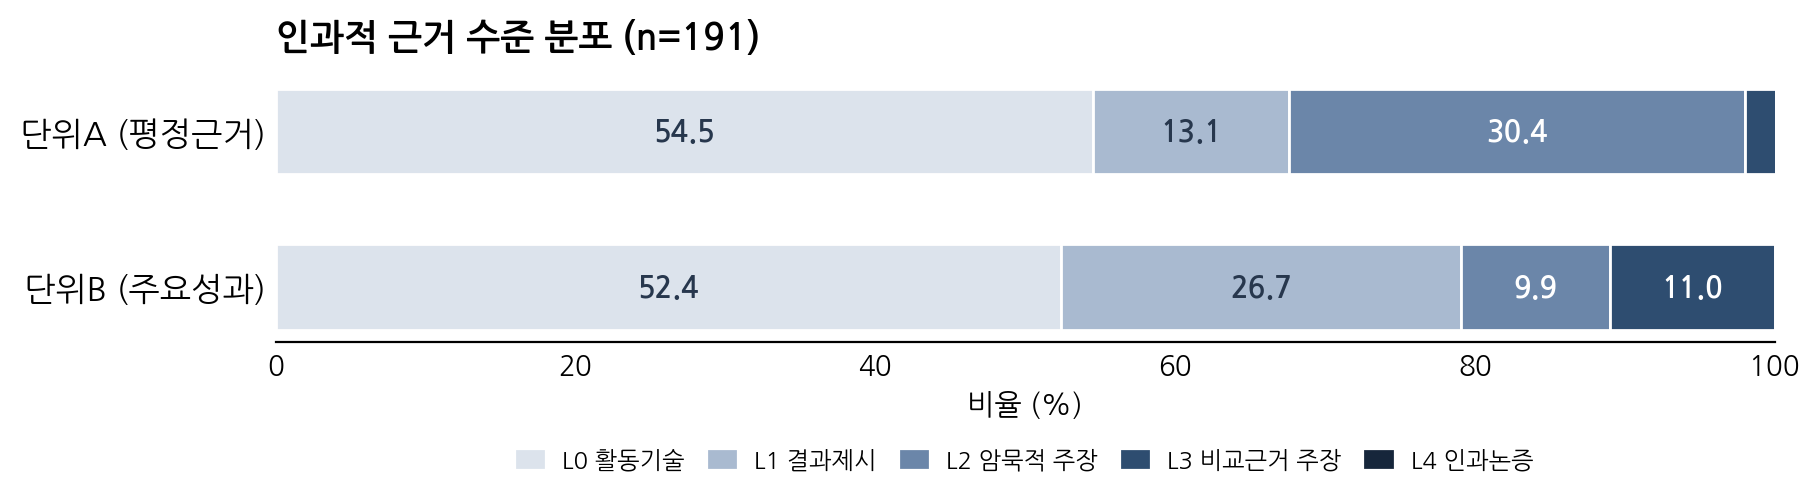 인과적 근거 수준 분포 (n=191)
단위A (평정근거)
54.5
13.1
30.4
단위B (주요성과)
52.4
26.7
9.9
11.0
0 20 40 60 80 100
비율 (%)
L0 활동기술 L1 결과제시 L2 암묵적 주장 L3 비교근거 주장 L4 인과논증